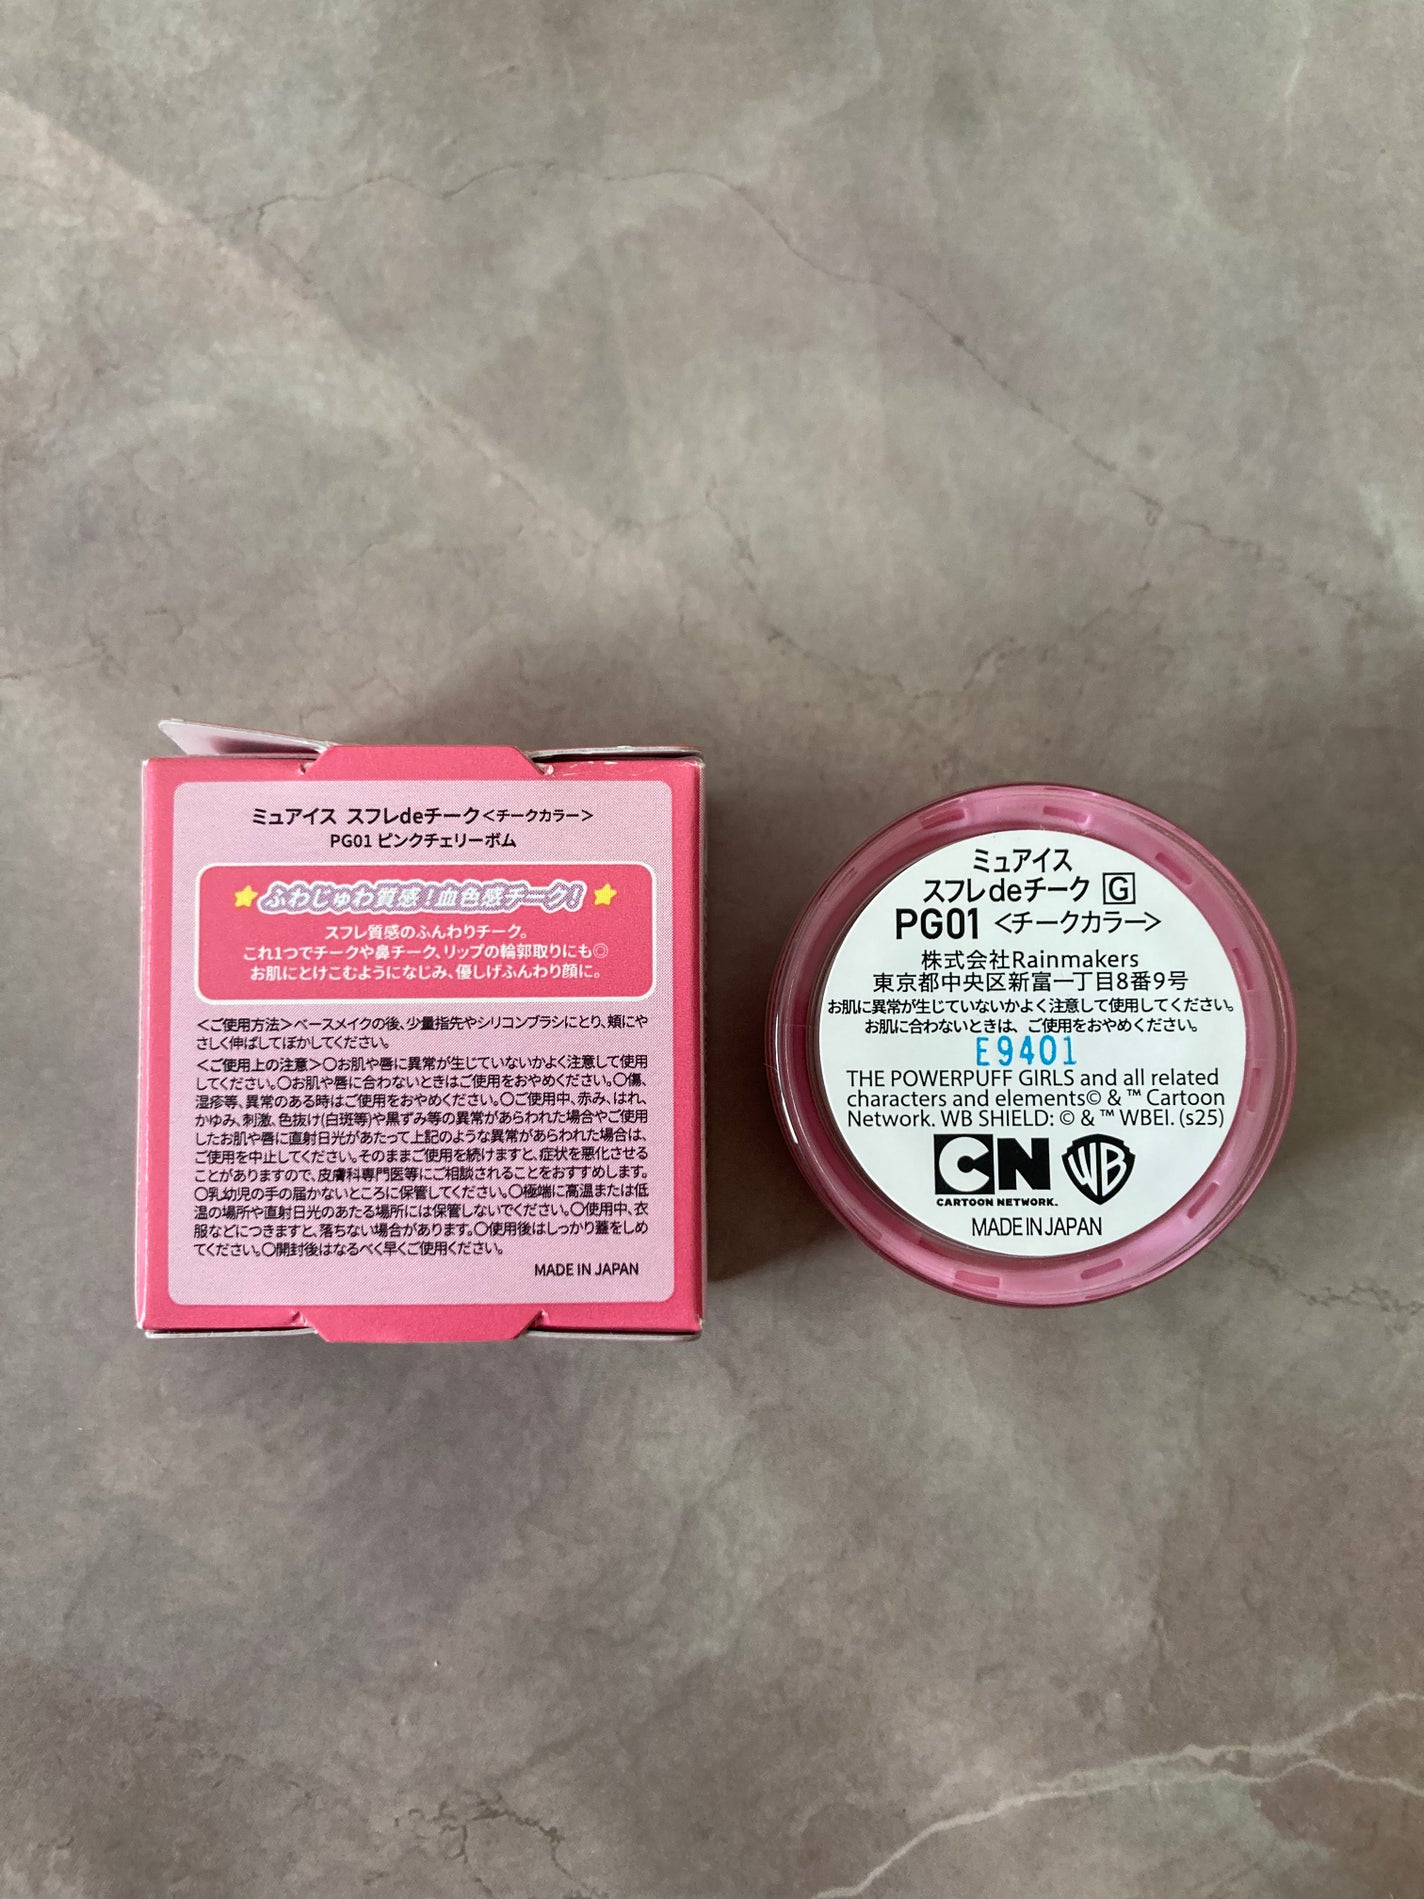 ミュアイス スフレdeチーク<チークカラー>
PG01 ピンクチェリーボム
ふわじゅわ質感!血色感チーク!
スフレ質感のふんわりチーク。
これ1つでチークや鼻チーク、リップの輪郭取りにも◎
お肌にとけこむようになじみ、優しげふんわり顔に。
<ご使用方法>ベースメイクの後、少量指先やシリコンブラシにとり、頬にや
さしく伸ばしてぼかしてください。
<ご使用上の注意>〇お肌や唇に異常が生じていないかよく注意して使用
してください。〇お肌や唇に合わないときはご使用をおやめください。〇傷、
湿疹等、異常のある時はご使用をおやめください。〇ご使用中、赤み、はれ、
かゆみ、刺激、色抜け(白斑等)や黒ずみ等の異常があらわれた場合やご使用
したお肌や唇に直射日光があたって上記のような異常があらわれた場合は、
ご使用を中止してください。そのままご使用を続けますと、症状を悪化させる
ことがありますので、皮膚科専門医等にご相談されることをおすすめします。
〇乳幼児の手の届かないところに保管してください。〇極端に高温または低
温の場所や直射日光のあたる場所には保管しないでください。〇使用中、衣
服などにつきますと、落ちない場合があります。〇使用後はしっかり蓋をしめ
てください。〇開封後はなるべく早くご使用ください。
MADE IN JAPAN
ミュアイス
スフレdeチーク G
PG01 <チークカラー>
株式会社Rainmakers
東京都中央区新富一丁目8番9号
お肌に異常が生じていないかよく注意して使用してください。
お肌に合わないときは、ご使用をおやめください。
E9401
THE POWERPUFF GIRLS and all related
characters and elements© & ™ Cartoon
Network. WB SHIELD: © & ™ WBEI. (s25)
CN WB
CARTOON NETWORK.
MADE IN JAPAN